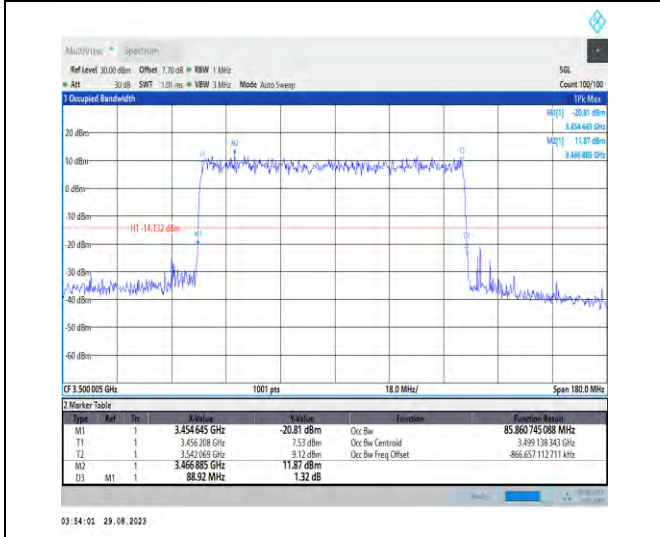 MultiView Spectrum
Ref Level 30.00 dBm Offset 7.70 dB RBW 1 MHz SGL
Att 30 dB SWT 1.01 ms VBW 3 MHz Mode Auto Sweep Count 100/100
1 Occupied Bandwidth 1Pk Max
M1[1] -20.81 dBm
3.454 645 GHz
M2[1] 11.87 dBm
3.466 885 GHz
20 dBm
M2
T1
T2
10 dBm
0 dBm
-10 dBm
H1 -14.132 dBm
M1
D3
-20 dBm
-30 dBm
-40 dBm
-50 dBm
-60 dBm
CF 3.500 005 GHz 1001 pts 18.0 MHz/ Span 180.0 MHz
2 Marker Table
Type Ref Trc X-Value Y-Value Function Function Result
M1 1 3.454 645 GHz -20.81 dBm Occ Bw 85.860 745 088 MHz
T1 1 3.456 208 GHz 7.53 dBm Occ Bw Centroid 3.499 138 343 GHz
T2 1 3.542 069 GHz 9.12 dBm Occ Bw Freq Offset -866.657 112 711 kHz
M2 1 3.466 885 GHz 11.87 dBm
D3 M1 1 88.92 MHz 1.32 dB
03:54:01 29.08.2023